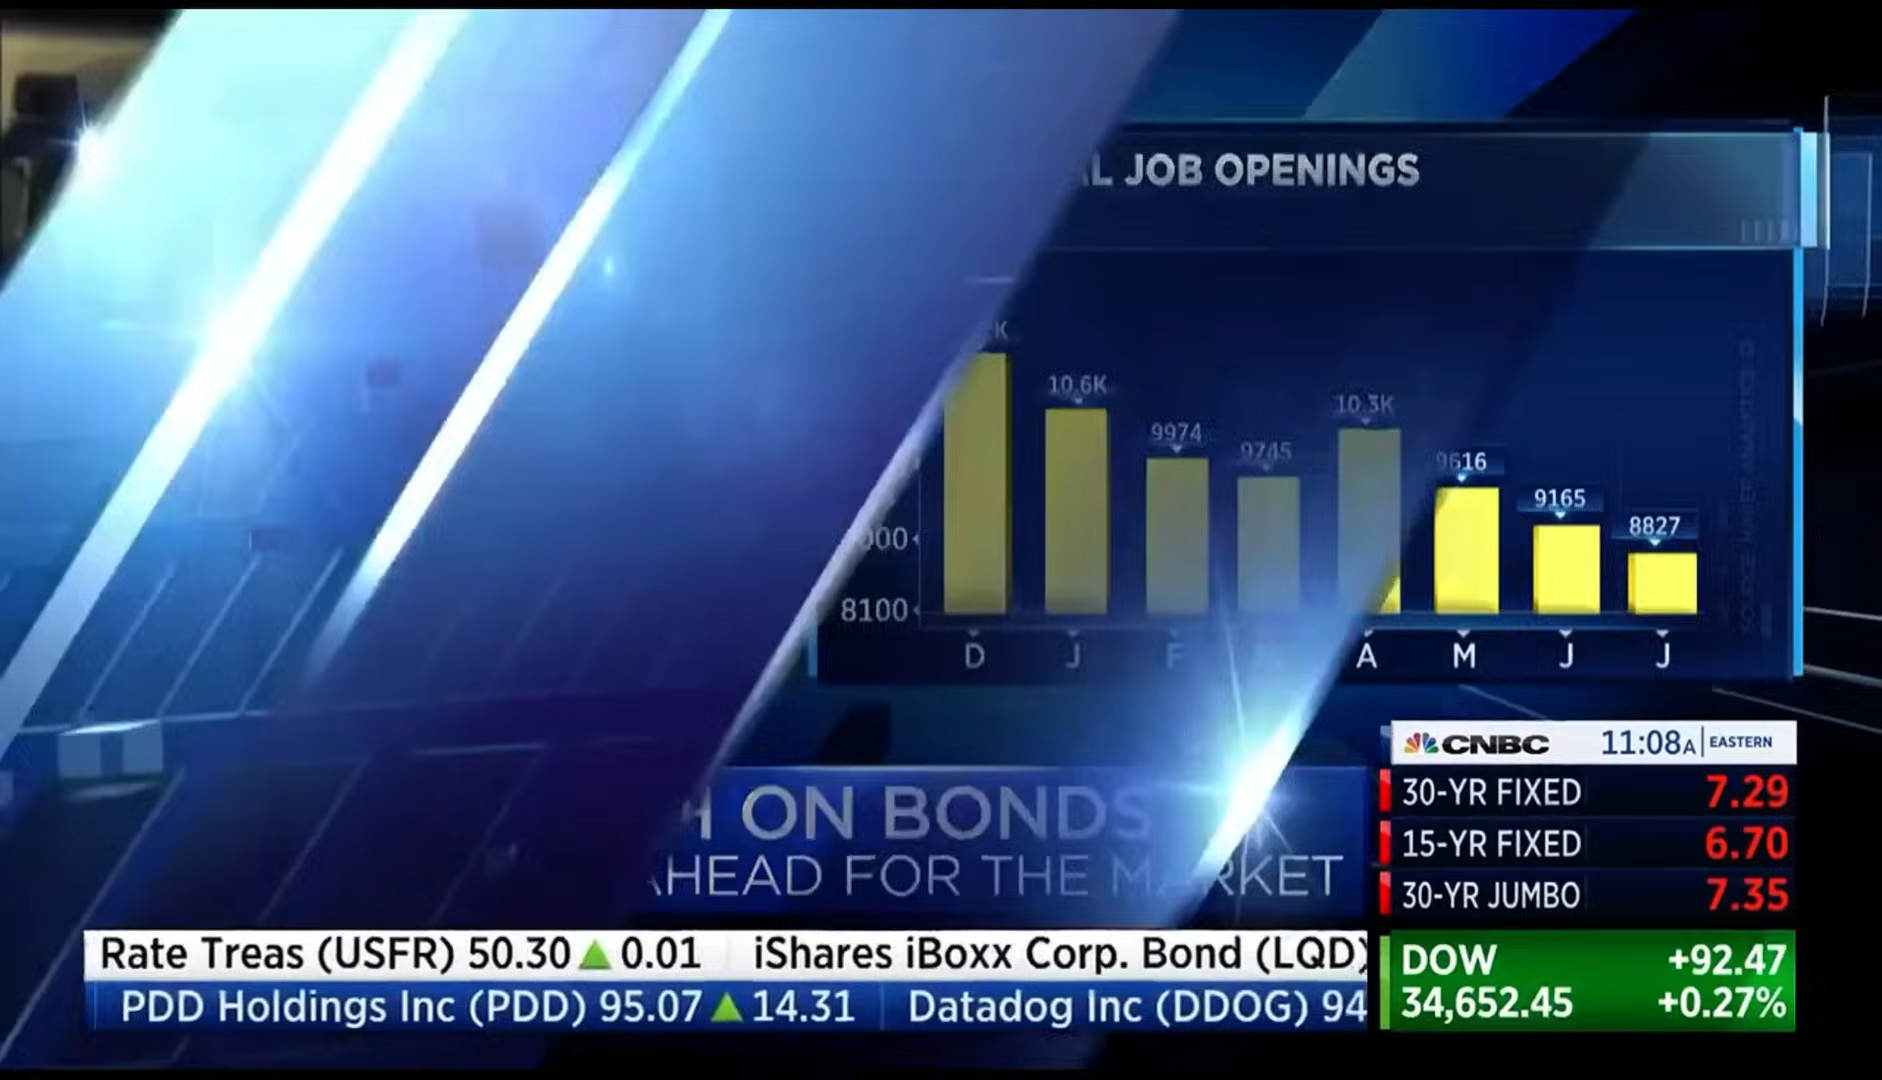 JOB OPENINGS
10.6K
9974
9745
10.3K
9616
9165
8827
8100
D J F A M J J
CNBC 11:08A EASTERN
30-YR FIXED 7.29
15-YR FIXED 6.70
30-YR JUMBO 7.35
ON BONDS
AHEAD FOR THE MARKET
Rate Treas (USFR) 50.30 ▲ 0.01 iShares iBoxx Corp. Bond (LQD)
PDD Holdings Inc (PDD) 95.07 ▲ 14.31 Datadog Inc (DDOG) 94
DOW +92.47
34,652.45 +0.27%